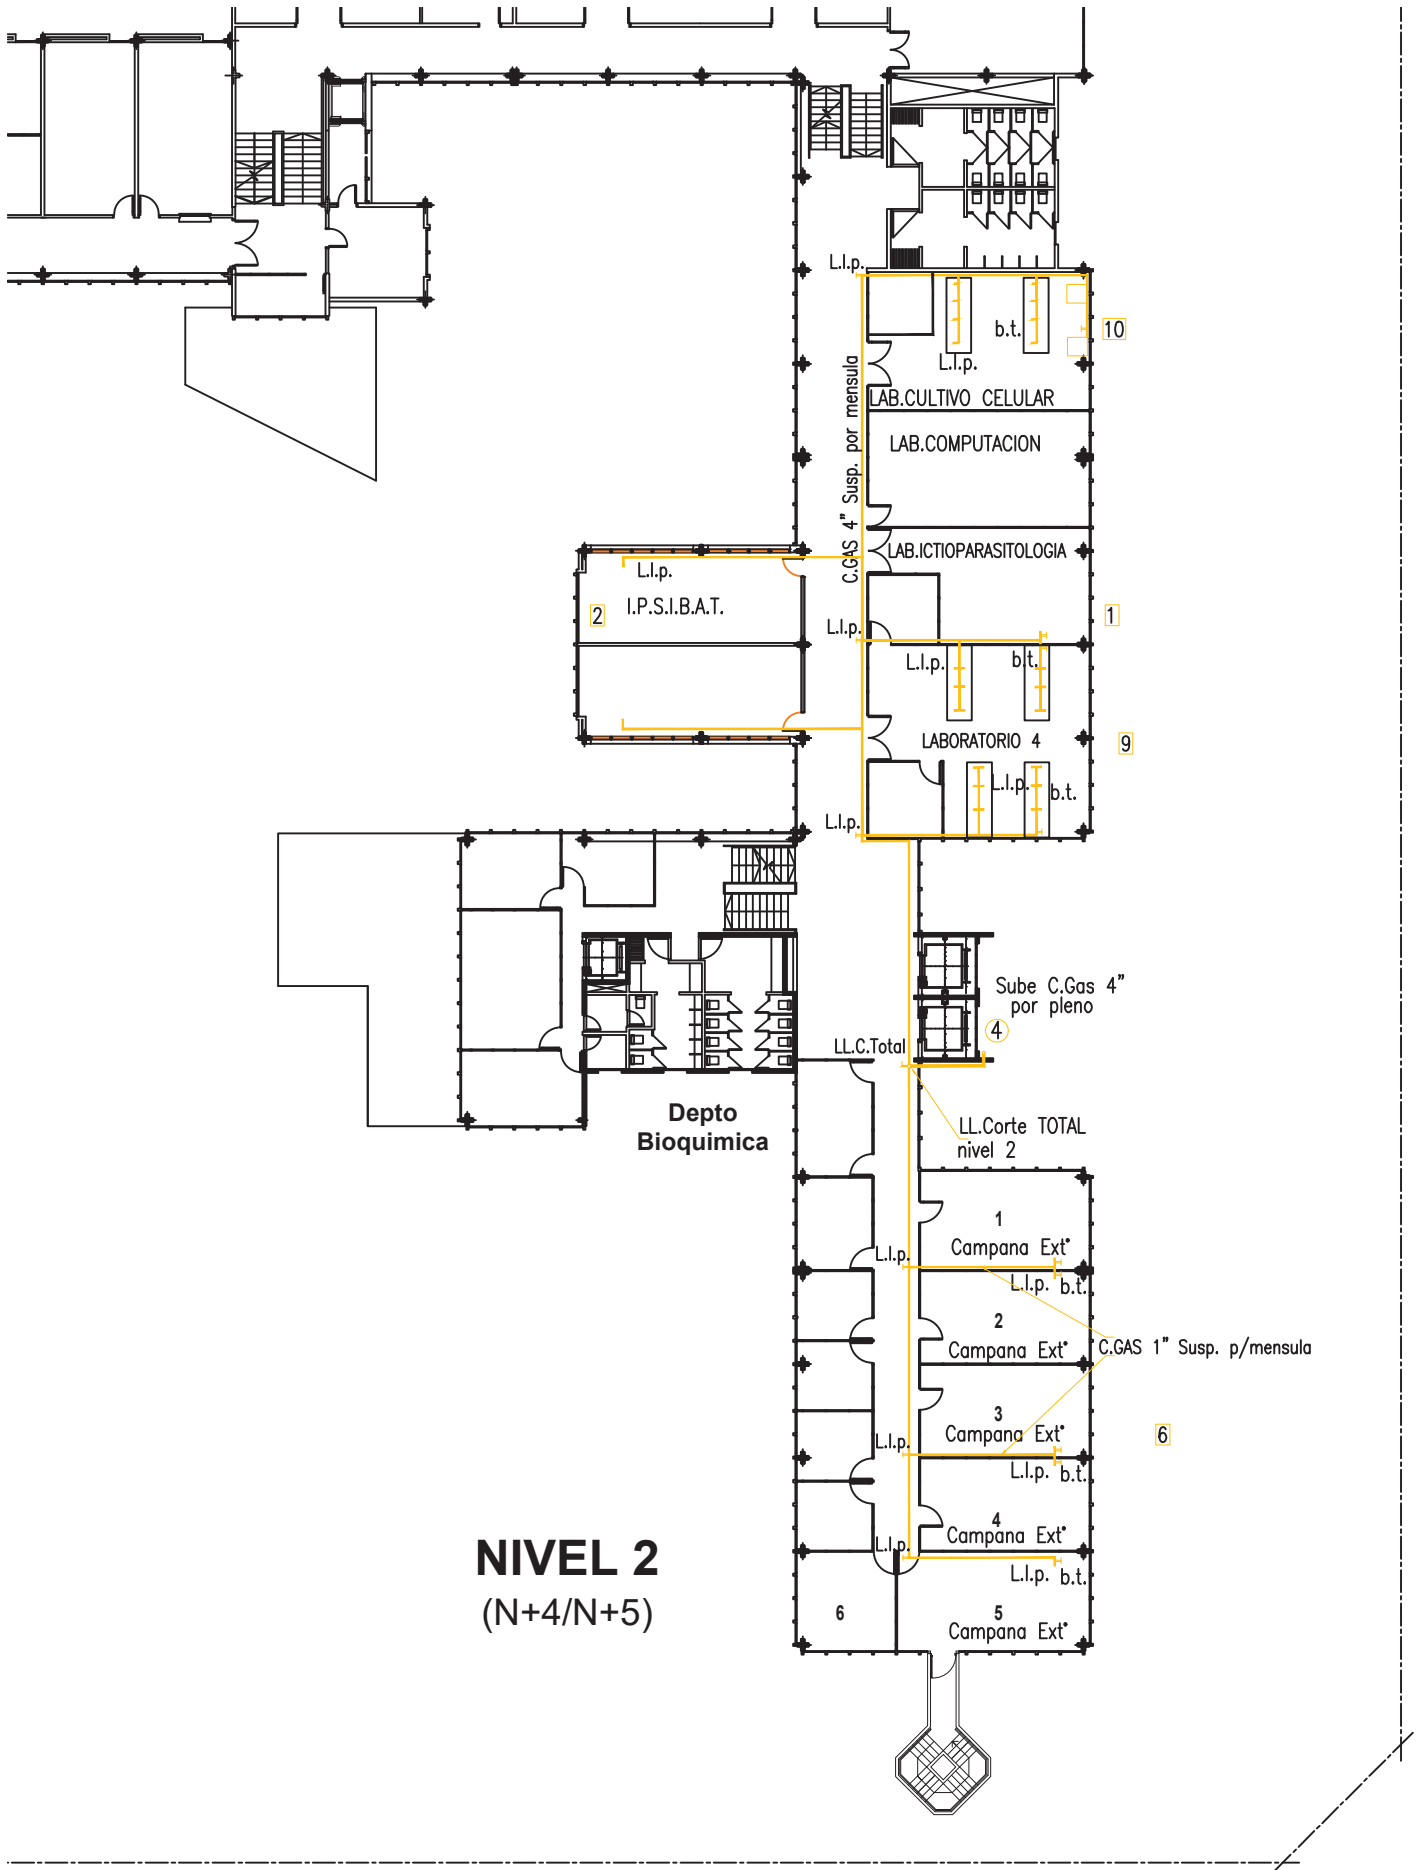 L.I.p.
b.t.
10
L.I.p.
LAB.CULTIVO CELULAR
C.GAS 4" Susp. por mensula
LAB.COMPUTACION
LAB.ICTIOPARASITOLOGIA
L.I.p.
I.P.S.I.B.A.T.
2
1
L.I.p.
L.I.p.
b.t.
LABORATORIO 4
9
L.I.p.
b.t.
L.I.p.
Sube C.Gas 4"
por pleno
4
LL.C.Total
Depto
Bioquimica
LL.Corte TOTAL
nivel 2
1
Campana Ext°
L.I.p.
L.I.p.
b.t.
2
Campana Ext°
C.GAS 1" Susp. p/mensula
3
Campana Ext°
6
L.I.p.
L.I.p.
b.t.
4
Campana Ext°
L.I.p.
L.I.p.
b.t.
NIVEL 2
(N+4/N+5)
6
5
Campana Ext°